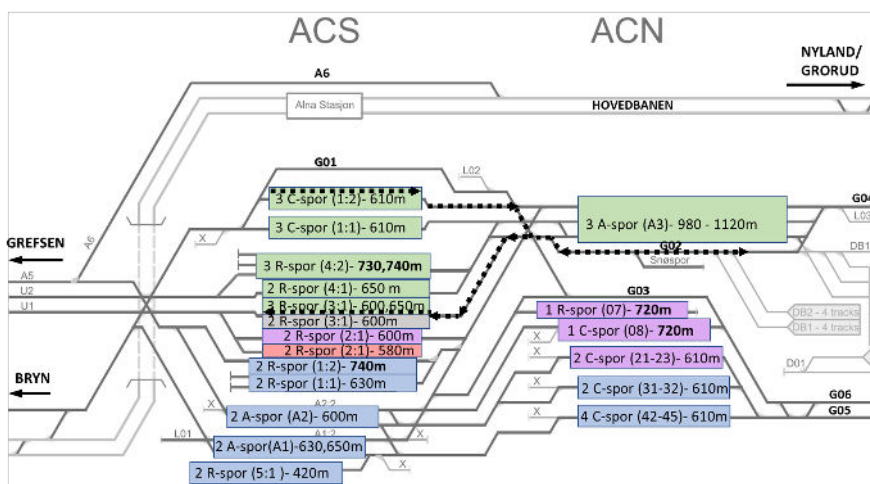 ACS
ACN
NYLAND/
GRORUD
A6
Alna Stasjon
HOVEDBANEN
A6
G01
L02
3 C-spor (1:2)- 610m
3 C-spor (1:1)- 610m
X
3 A-spor (A3)- 980 - 1120m
G04
L03
G02
Snøspor
DB1
GREFSEN
A5
U2
U1
3 R-spor (4:2)- 730,740m
2 R-spor (4:1)- 650 m
3 R-spor (3:1)- 600,650m
2 R-spor (3:1)- 600m
2 R-spor (2:1)- 600m
2 R-spor (2:1)- 580m
2 R-spor (1:2)- 740m
2 R-spor (1:1)- 630m
G03
1 R-spor (07)- 720m
1 C-spor (08)- 720m
2 C-spor (21-23)- 610m
2 C-spor (31-32)- 610m
4 C-spor (42-45)- 610m
X
X
X
X
DB2 - 4 tracks
DB1 - 4 tracks
D01
G06
G05
BRYN
X
A2:2
2 A-spor (A2)- 600m
L01
A1:2
X
2 A-spor(A1)-630,650m
2 R-spor (5:1 )- 420m
X